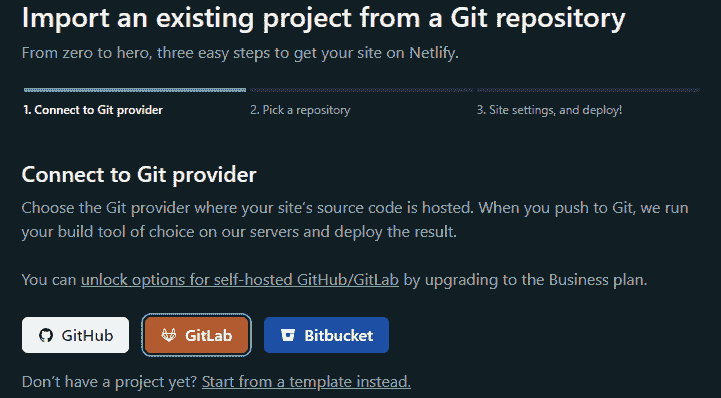 Import an existing project from a Git repository
From zero to hero, three easy steps to get your site on Netlify.
1. Connect to Git provider
2. Pick a repository
3. Site settings, and deploy!
Connect to Git provider
Choose the Git provider where your site's source code is hosted. When you push to Git, we run
your build tool of choice on our servers and deploy the result.
You can unlock options for self-hosted GitHub/GitLab by upgrading to the Business plan.
GitHub
GitLab
Bitbucket
Don't have a project yet? Start from a template instead.